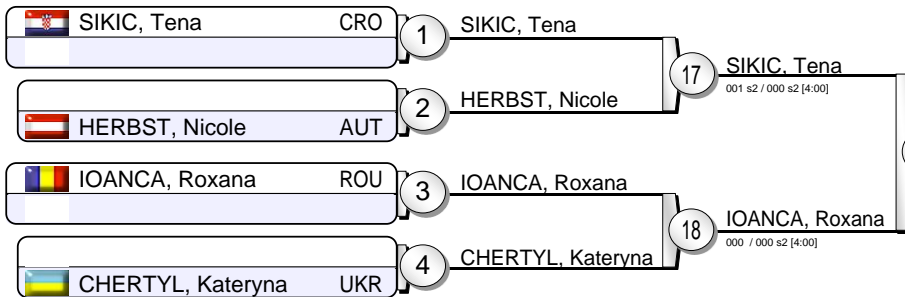 SIKIC, Tena CRO
1
SIKIC, Tena
17
SIKIC, Tena
001 s2 / 000 s2 [4:00]
HERBST, Nicole AUT
2
HERBST, Nicole
IOANCA, Roxana ROU
3
IOANCA, Roxana
18
IOANCA, Roxana
000 / 000 s2 [4:00]
CHERTYL, Kateryna UKR
4
CHERTYL, Kateryna